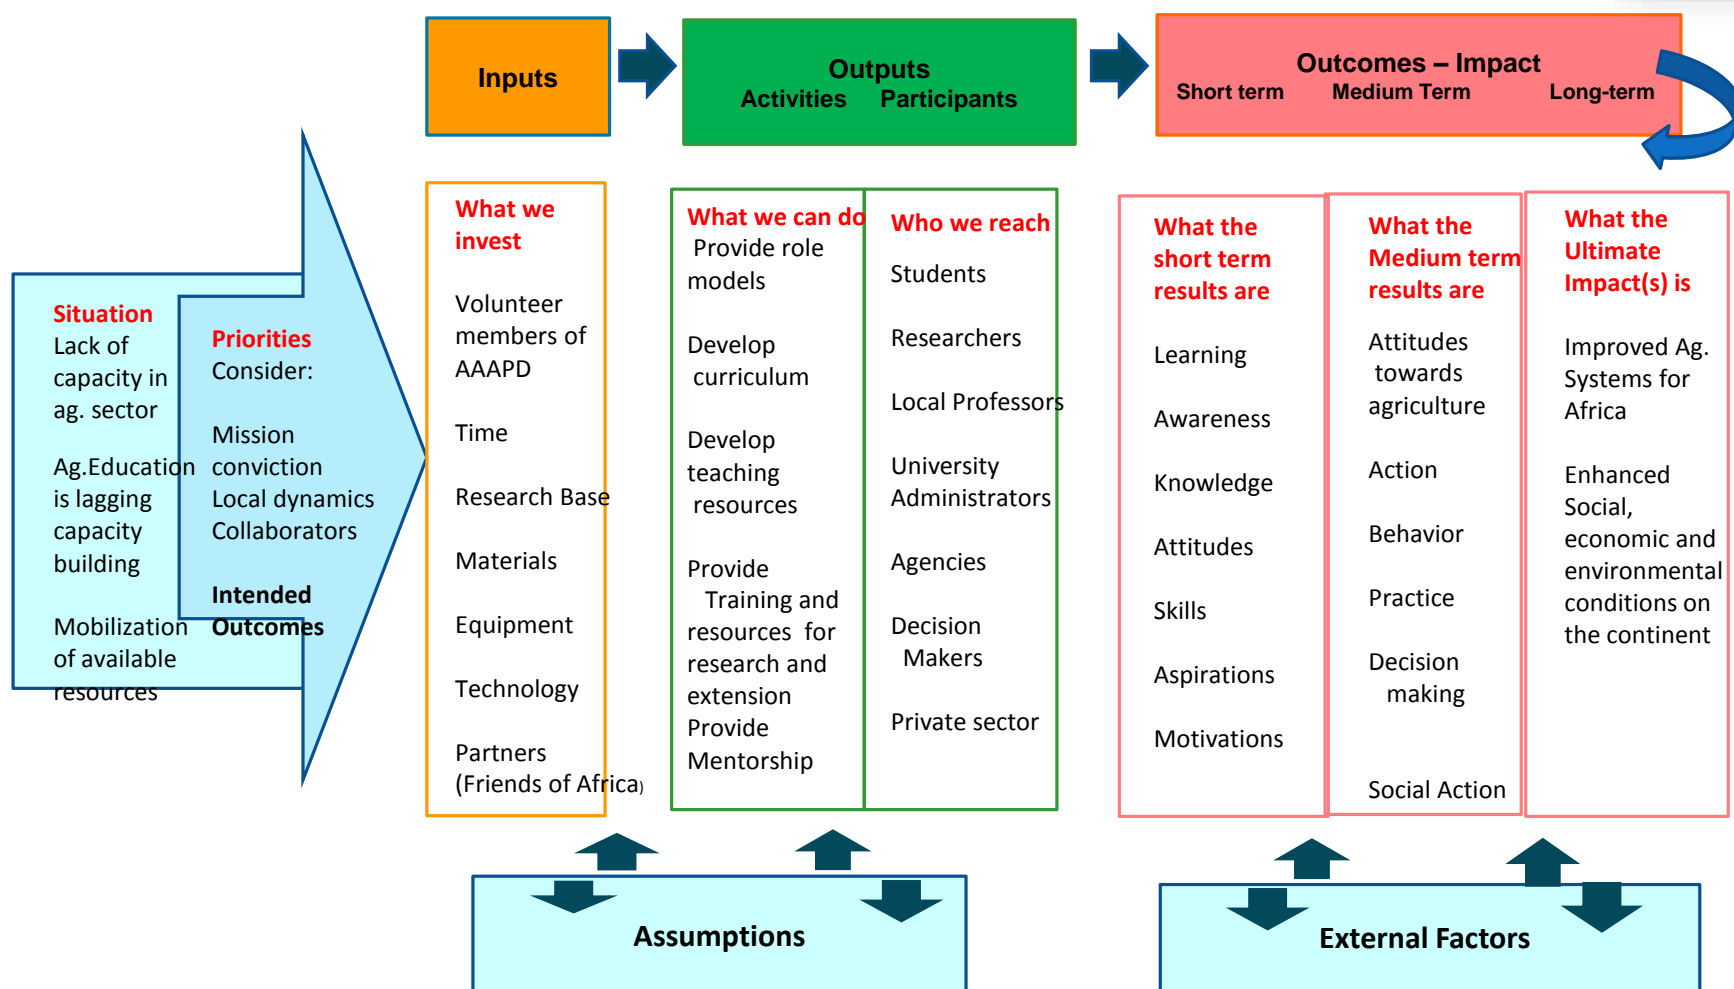 Inputs
Outputs
Activities Participants
Outcomes – Impact
Short term Medium Term Long-term
Situation
Lack of
capacity in
ag. sector
Ag.Education
is lagging
capacity
building
Mobilization
of available
resources
Priorities
Consider:
Mission
conviction
Local dynamics
Collaborators
Intended
Outcomes
What we
invest
Volunteer
members of
AAAPD
Time
Research Base
Materials
Equipment
Technology
Partners
(Friends of Africa)
What we can do
Provide role
models
Develop
curriculum
Develop
teaching
resources
Provide
Training and
resources for
research and
extension
Provide
Mentorship
Who we reach
Students
Researchers
Local Professors
University
Administrators
Agencies
Decision
Makers
Private sector
What the
short term
results are
Learning
Awareness
Knowledge
Attitudes
Skills
Aspirations
Motivations
What the
Medium term
results are
Attitudes
towards
agriculture
Action
Behavior
Practice
Decision
making
Social Action
What the
Ultimate
Impact(s) is
Improved Ag.
Systems for
Africa
Enhanced
Social,
economic and
environmental
conditions on
the continent
Assumptions
External Factors